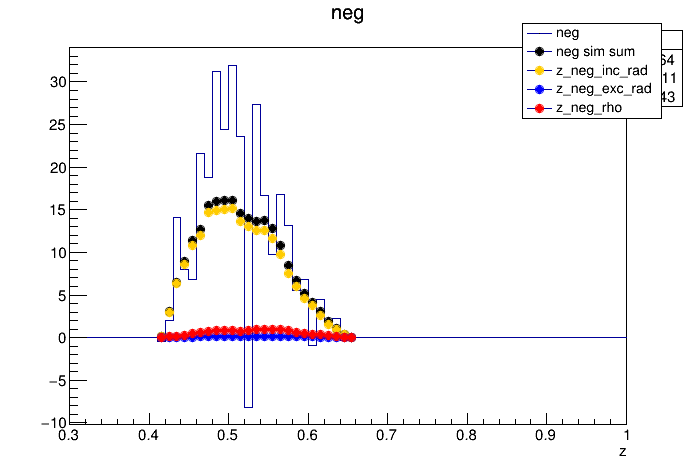 neg
neg
neg sim sum
z_neg_inc_rad
z_neg_exc_rad
z_neg_rho
64
11
43
30
25
20
15
10
5
0
−5
−10
0.3 0.4 0.5 0.6 0.7 0.8 0.9 1
z